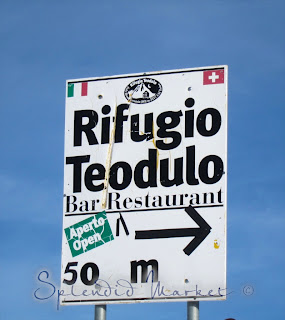 Rifugio
Teodulo
Bar Restaurant
Aperto
Open
50 m
Splendid Market ©